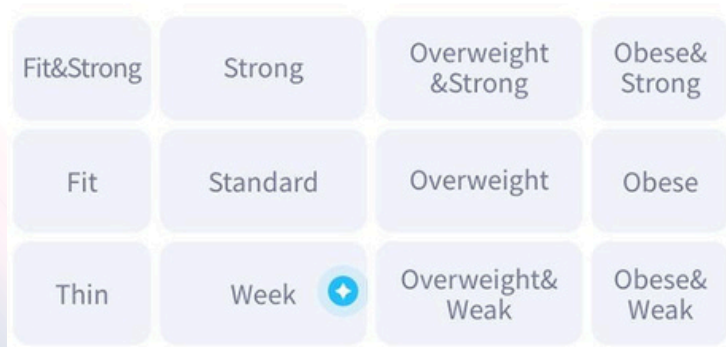 Fit&Strong
Strong
Overweight
&Strong
Obese&
Strong
Fit
Standard
Overweight
Obese
Thin
Week
Overweight&
Weak
Obese&
Weak